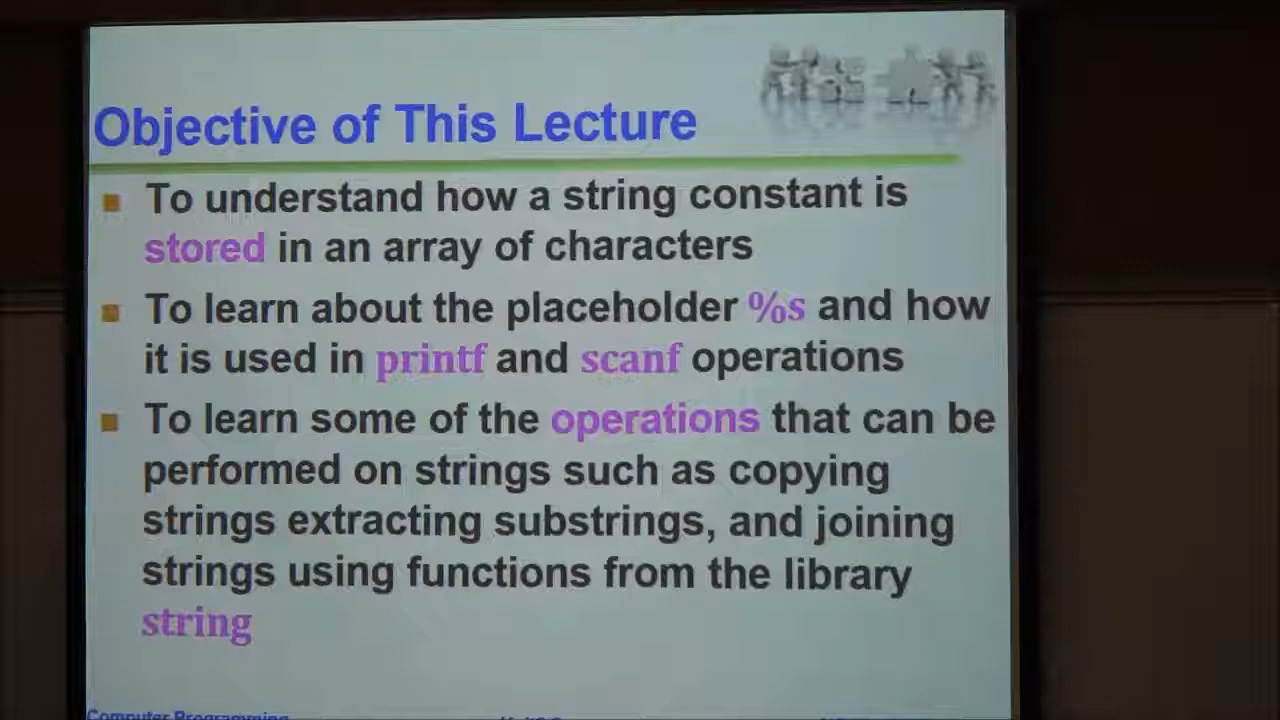 Objective of This Lecture
To understand how a string constant is
stored in an array of characters
To learn about the placeholder %s and how
it is used in printf and scanf operations
To learn some of the operations that can be
performed on strings such as copying
strings extracting substrings, and joining
strings using functions from the library
string
Computer Programming